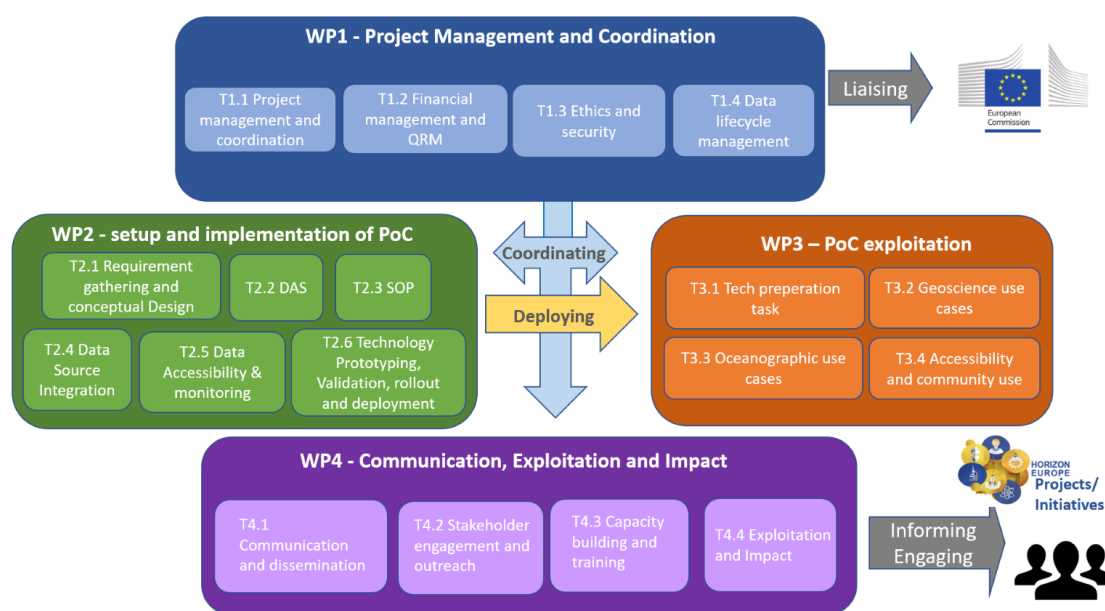 WP1 - Project Management and Coordination
T1.1 Project
management and
coordination
T1.2 Financial
management and
QRM
T1.3 Ethics and
security
T1.4 Data
lifecycle
management
Liaising
European
Commission
WP2 - setup and implementation of PoC
T2.1 Requirement
gathering and
conceptual Design
T2.2 DAS
T2.3 SOP
T2.4 Data
Source
Integration
T2.5 Data
Accessibility &
monitoring
T2.6 Technology
Prototyping,
Validation, rollout
and deployment
Coordinating
Deploying
WP3 – PoC exploitation
T3.1 Tech preperation
task
T3.2 Geoscience use
cases
T3.3 Oceanographic use
cases
T3.4 Accessibility
and community use
WP4 - Communication, Exploitation and Impact
T4.1
Communication
and dissemination
T4.2 Stakeholder
engagement and
outreach
T4.3 Capacity
building and
training
T4.4 Exploitation
and Impact
Informing
Engaging
HORIZON
EUROPE
Projects/
Initiatives